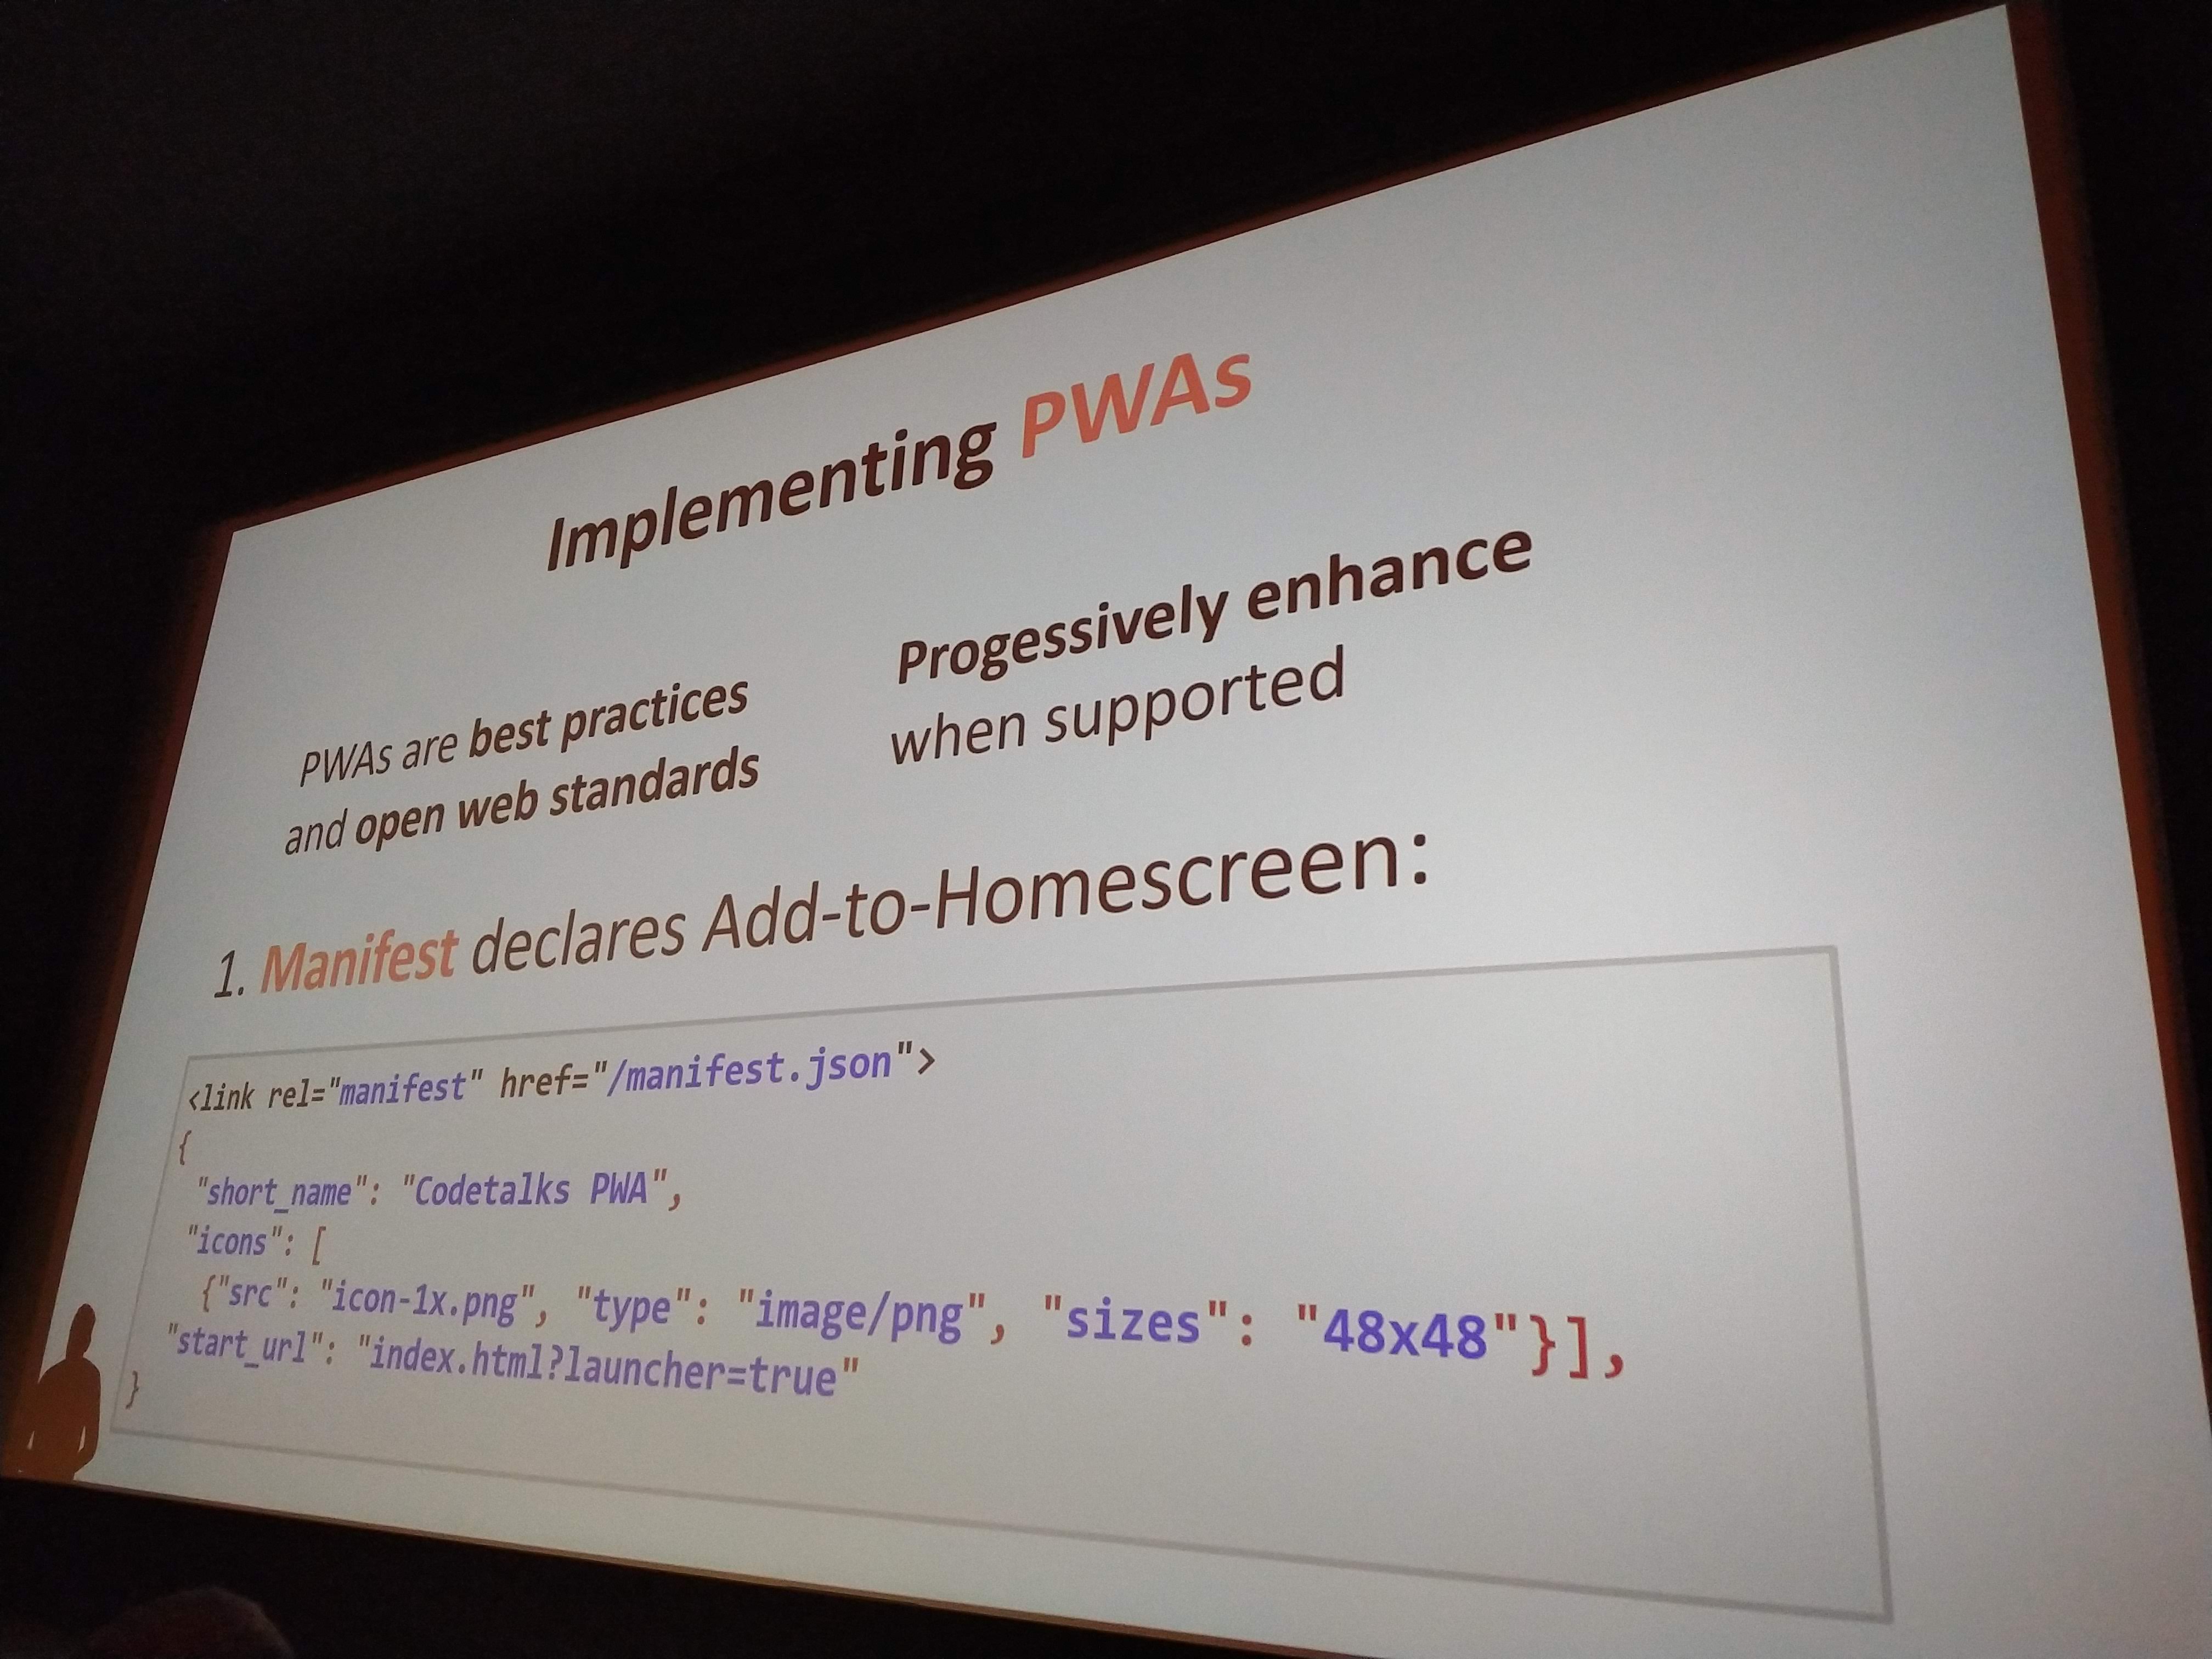 Implementing PWAs
PWAs are best practices
and open web standards
Progessively enhance
when supported
1. Manifest declares Add-to-Homescreen:
<link rel="manifest" href="/manifest.json">
{
"short_name": "Codetalks PWA",
"icons": [
{"src": "icon-1x.png", "type": "image/png", "sizes": "48x48"}],
"start_url": "index.html?launcher=true"
}